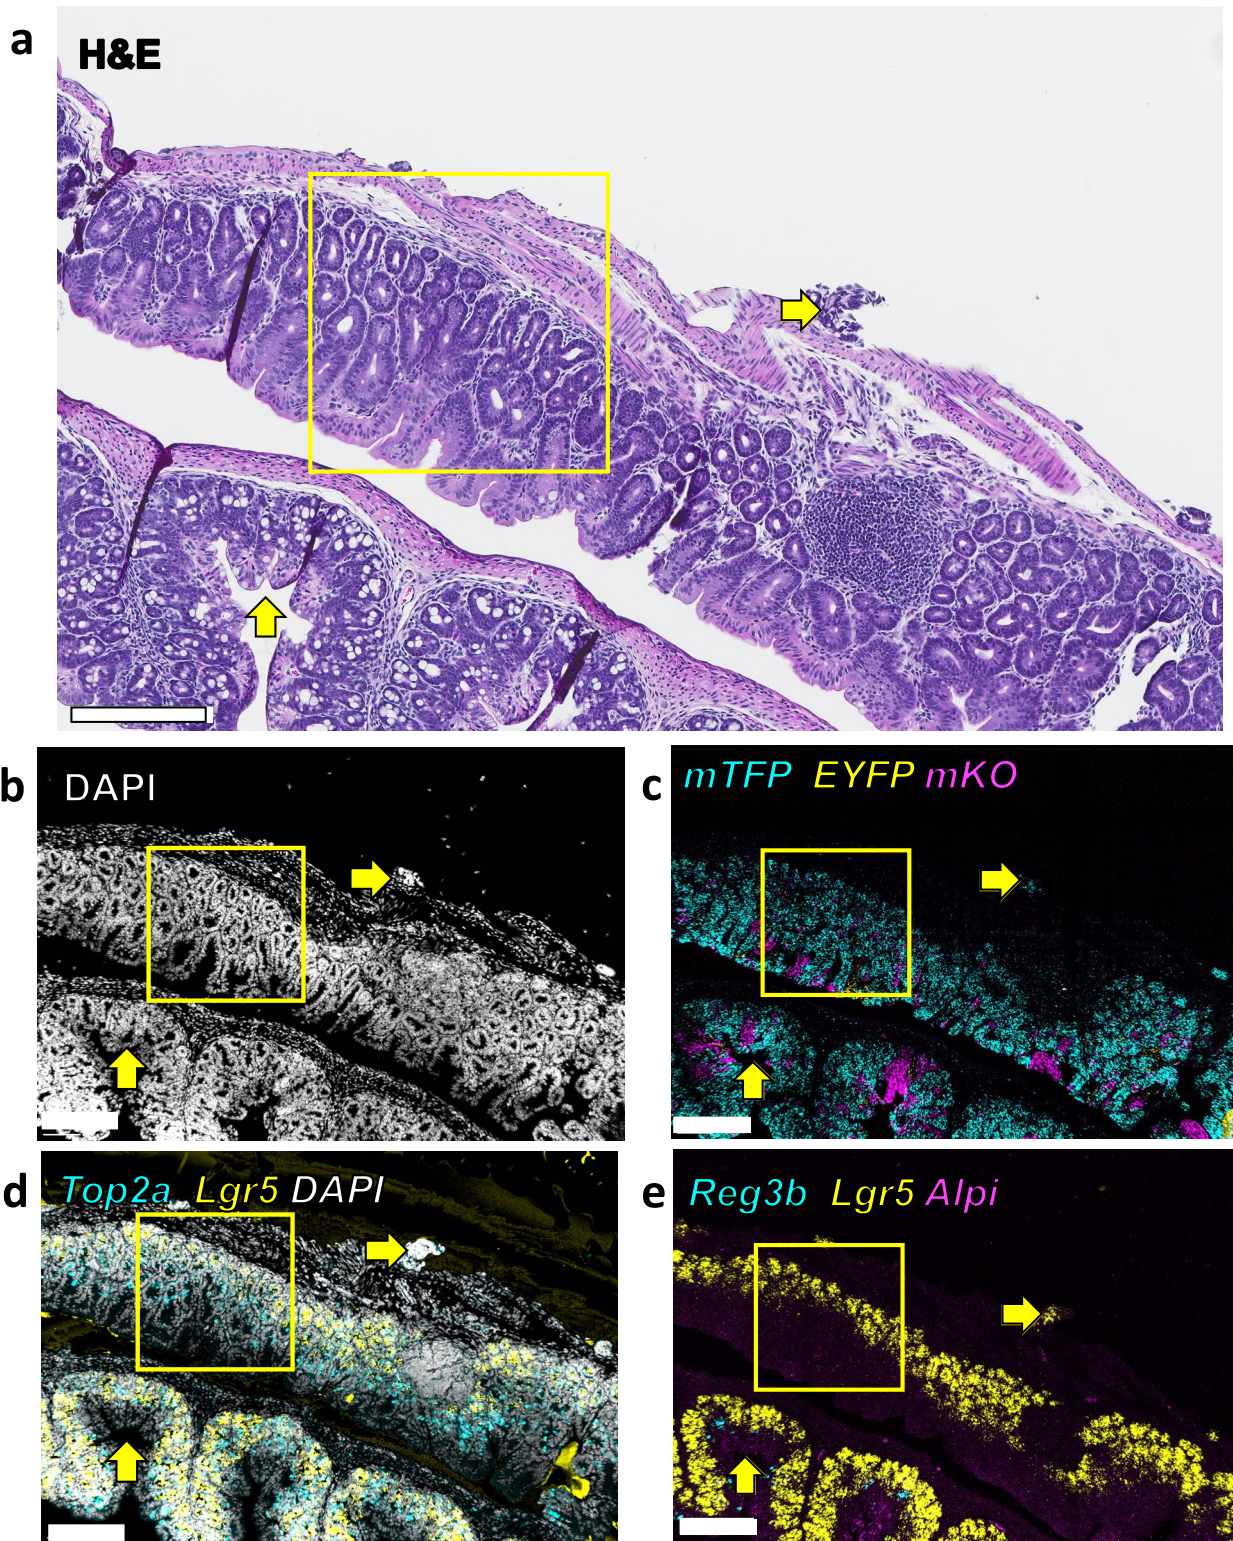 a
H&E
b
DAPI
c
mTFP EYFP mKO
d
Top2a Lgr5 DAPI
e
Reg3b Lgr5 Alpi